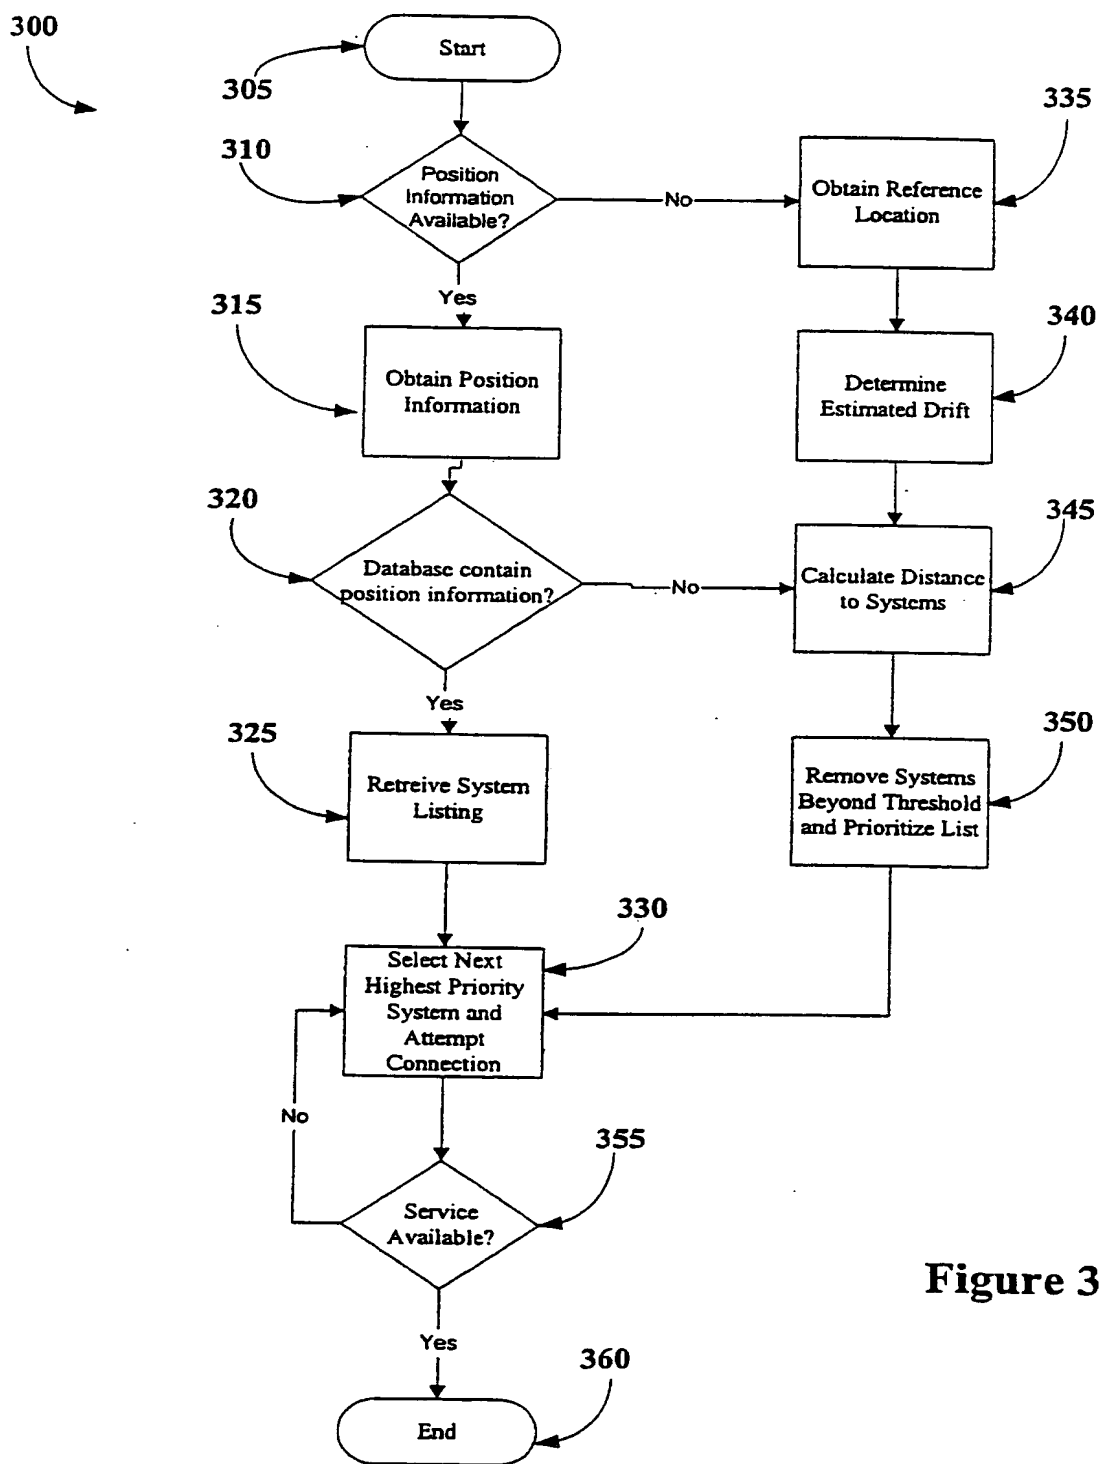 300
Start
305
335
310
Position
Information
Available?
No
Obtain Reference
Location
Yes
315
340
Obtain Position
Information
Determine
Estimated Drift
320
345
Database contain
position information?
No
Calculate Distance
to Systems
Yes
325
350
Retreive System
Listing
Remove Systems
Beyond Threshold
and Prioritize List
330
Select Next
Highest Priority
System and
Attempt
Connection
No
355
Service
Available?
Figure 3
Yes
360
End